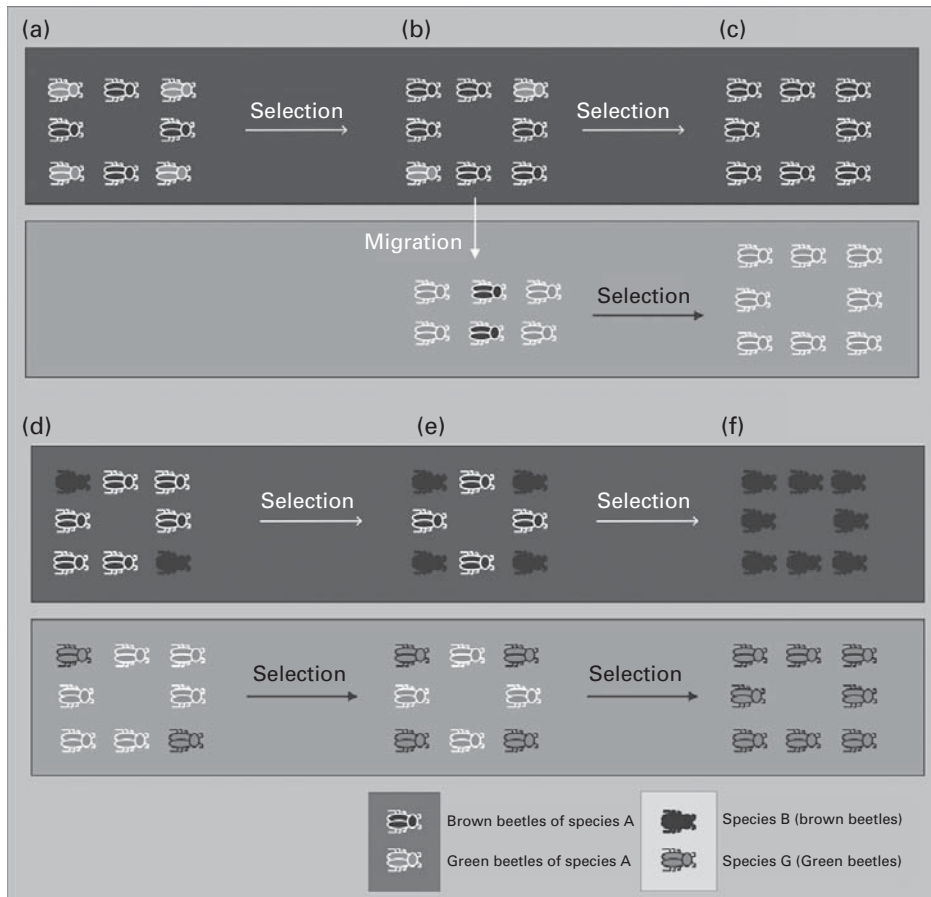 (a) (b) (c)
Selection Selection
Migration
Selection
(d) (e) (f)
Selection Selection
Selection Selection
Brown beetles of species A Species B (brown beetles)
Green beetles of species A Species G (Green beetles)